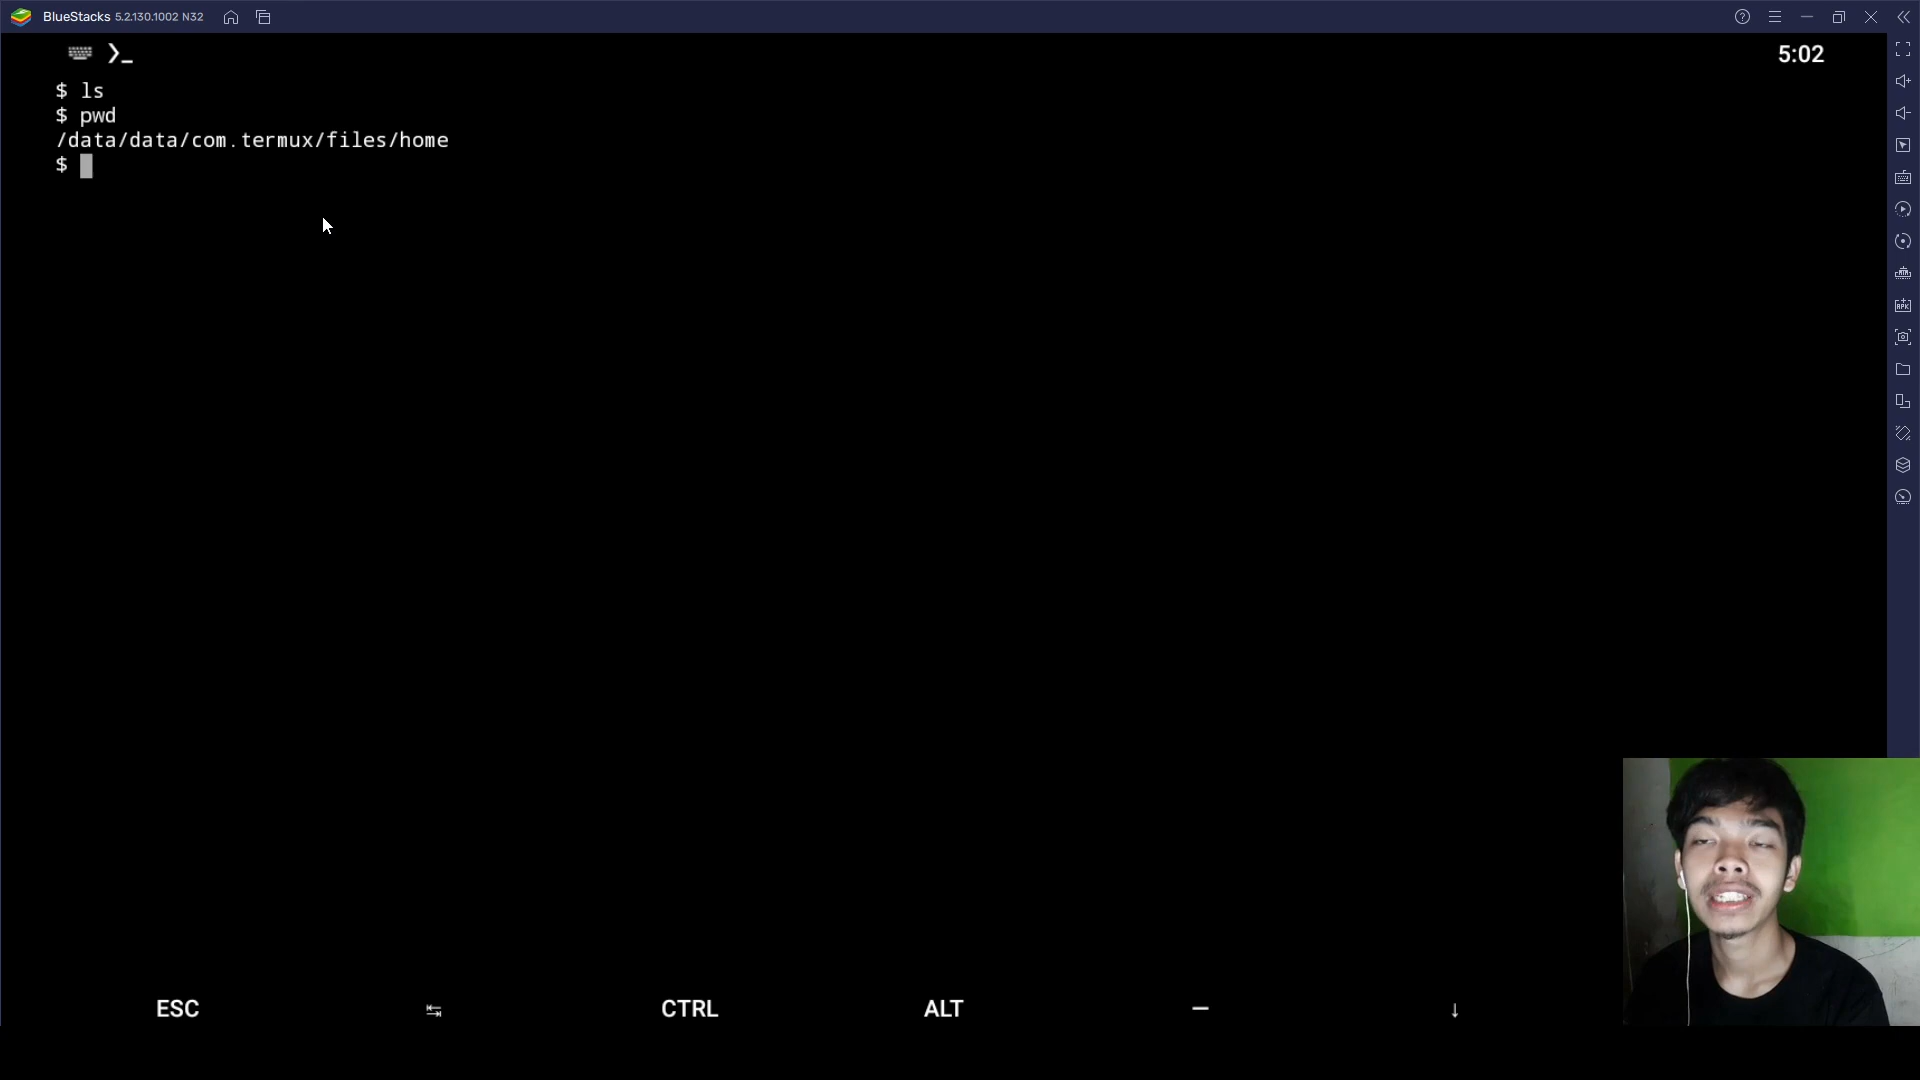 BlueStacks 5.2.130.1002 N32
5:02
$ ls
$ pwd
/data/data/com.termux/files/home
$
ESC CTRL ALT